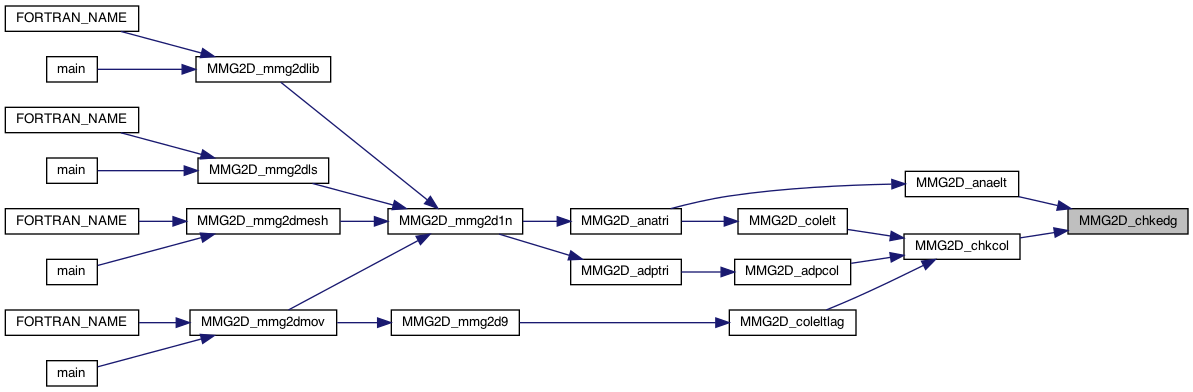 FORTRAN_NAME
main
MMG2D_mmg2dlib
FORTRAN_NAME
main
MMG2D_mmg2dls
FORTRAN_NAME
main
MMG2D_mmg2dmesh
FORTRAN_NAME
main
MMG2D_mmg2dmov
MMG2D_mmg2d1n
MMG2D_mmg2d9
MMG2D_anatri
MMG2D_adptri
MMG2D_colelt
MMG2D_adpcol
MMG2D_coleltlag
MMG2D_anaelt
MMG2D_chkcol
MMG2D_chkedg